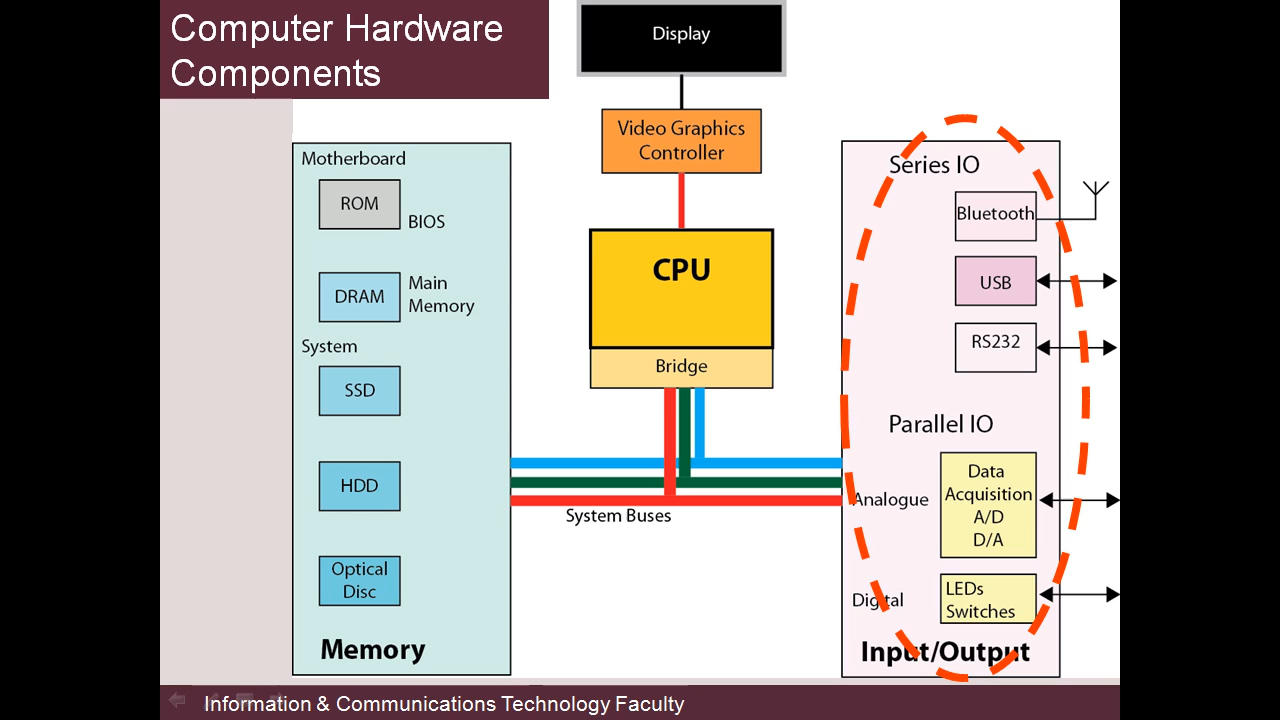 Computer Hardware
Components
Display
Video Graphics
Controller
CPU
Bridge
System Buses
Motherboard
ROM
BIOS
DRAM
Main
Memory
System
SSD
HDD
Optical
Disc
Memory
Series IO
Bluetooth
USB
RS232
Parallel IO
Analogue
Data
Acquisition
A/D
D/A
Digital
LEDs
Switches
Input/Output
Information & Communications Technology Faculty